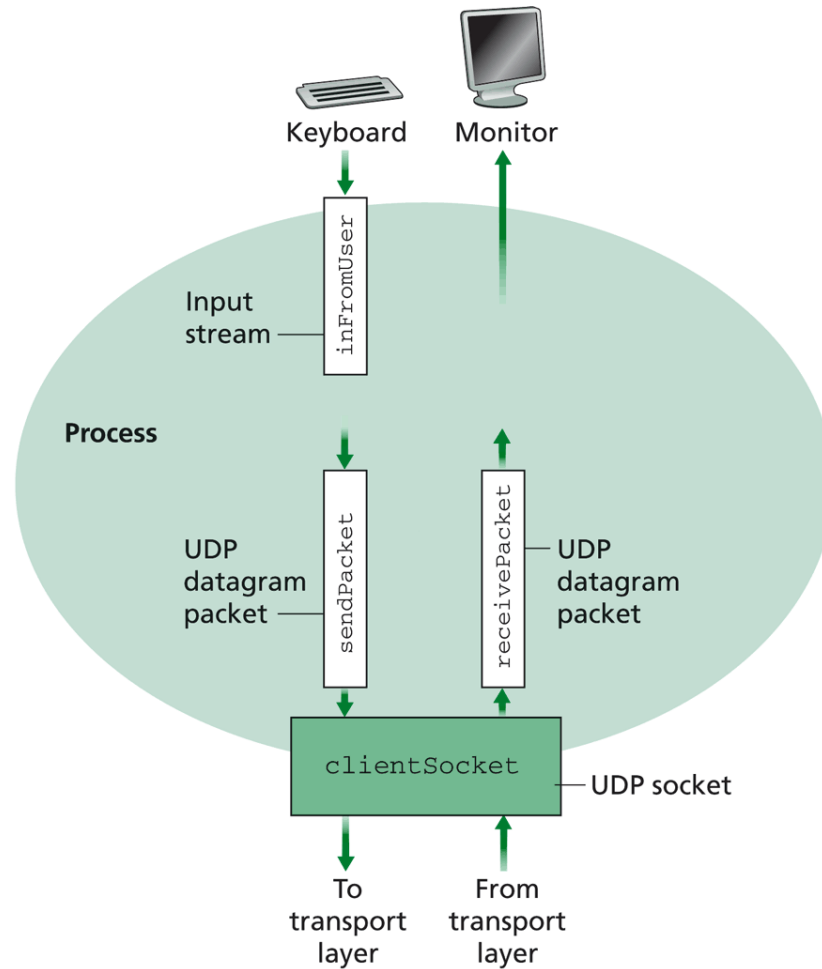 Keyboard
Monitor
inFromUser
Input
stream
Process
UDP
datagram
packet
sendPacket
receivePacket
UDP
datagram
packet
clientSocket
UDP socket
To
transport
layer
From
transport
layer